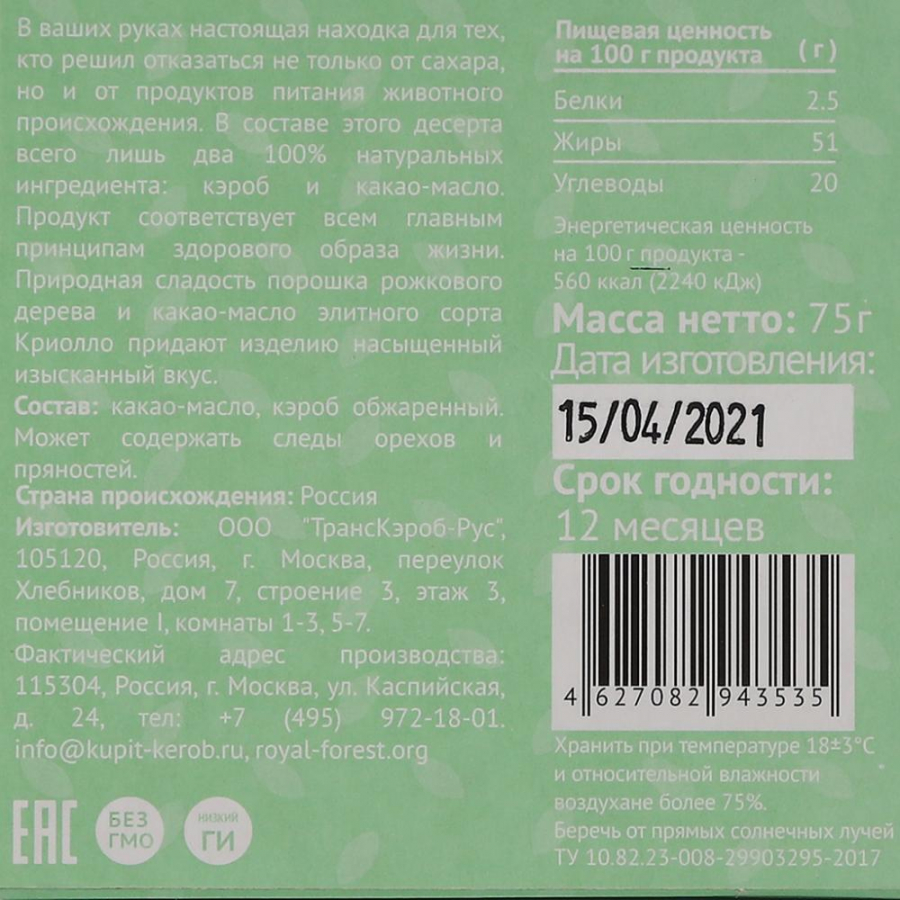 В ваших руках настоящая находка для тех,
кто решил отказаться не только от сахара,
но и от продуктов питания животного
происхождения. В составе этого десерта
всего лишь два 100% натуральных
ингредиента: кэроб и какао-масло.
Продукт соответствует всем главным
принципам здорового образа жизни.
Природная сладость порошка рожкового
дерева и какао-масло элитного сорта
Криолло придают изделию насыщенный
изысканный вкус.
Состав: какао-масло, кэроб обжаренный.
Может содержать следы орехов и
пряностей.
Страна происхождения: Россия
Изготовитель: ООО "ТрансКэроб-Рус",
105120, Россия, г. Москва, переулок
Хлебников, дом 7, строение 3, этаж 3,
помещение I, комнаты 1-3, 5-7.
Фактический адрес производства:
115304, Россия, г. Москва, ул. Каспийская,
д. 24, тел: +7 (495) 972-18-01.
info@kupit-kerob.ru, royal-forest.org
ЕАС
БЕЗ
ГМО
НИЗКИЙ
ГИ
Пищевая ценность
на 100 г продукта (г)
Белки 2.5
Жиры 51
Углеводы 20
Энергетическая ценность
на 100 г продукта -
560 ккал (2240 кДж)
Масса нетто: 75г
Дата изготовления:
15/04/2021
Срок годности:
12 месяцев
4 627082 943535
Хранить при температуре 18±3°С
и относительной влажности
воздухане более 75%.
Беречь от прямых солнечных лучей
ТУ 10.82.23-008-29903295-2017